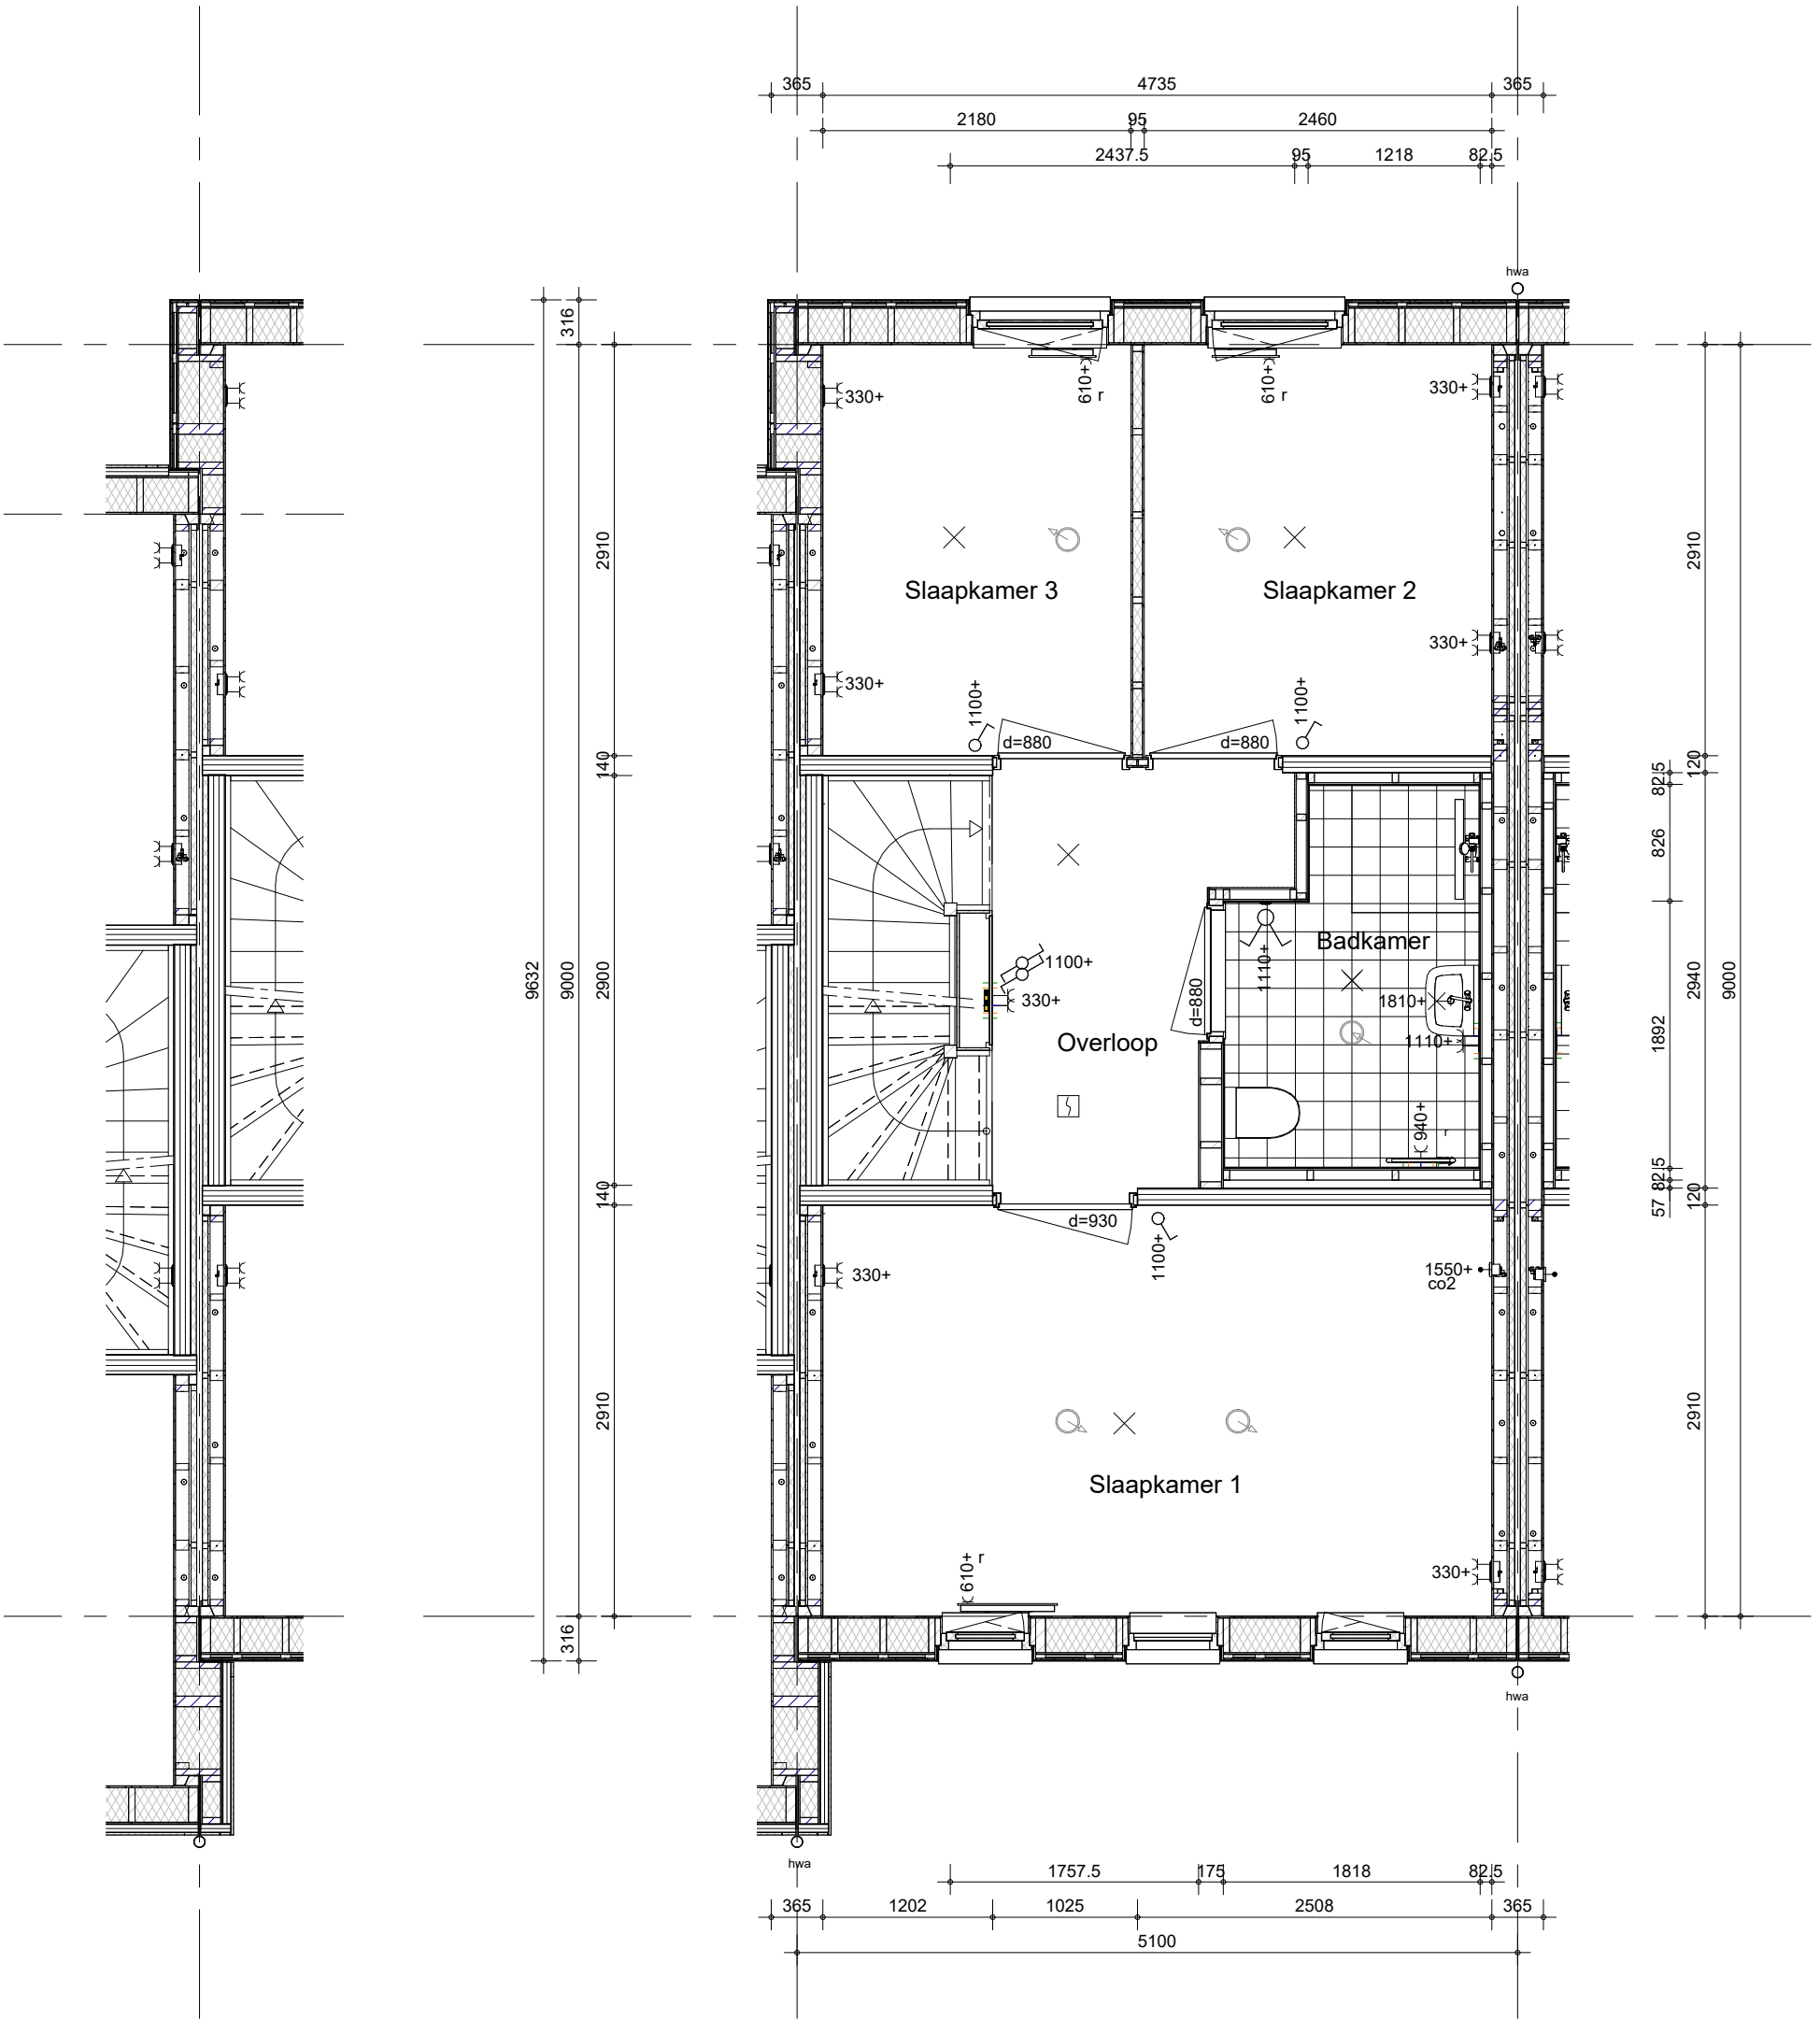 365 4735 365
2180 95 2460
2437.5 95 1218 82.5
hwa
316
610+ r 610+ r
330+ 330+
2910 2910
Slaapkamer 3 Slaapkamer 2
330+
330+
1100+ 1100+
d=880 d=880
140 120
82.5
826
Badkamer
1110+
1100+
9632 9000 2900 330+ d=880 1810+ 2940 9000
Overloop 1110+ 1892
940+ r
140 82.5 120
57
d=930
1100+
330+ 1550+
co2
2910 2910
Slaapkamer 1
610+ r
330+
316
hwa
hwa
1757.5 175 1818 82.5
365 1202 1025 2508 365
5100